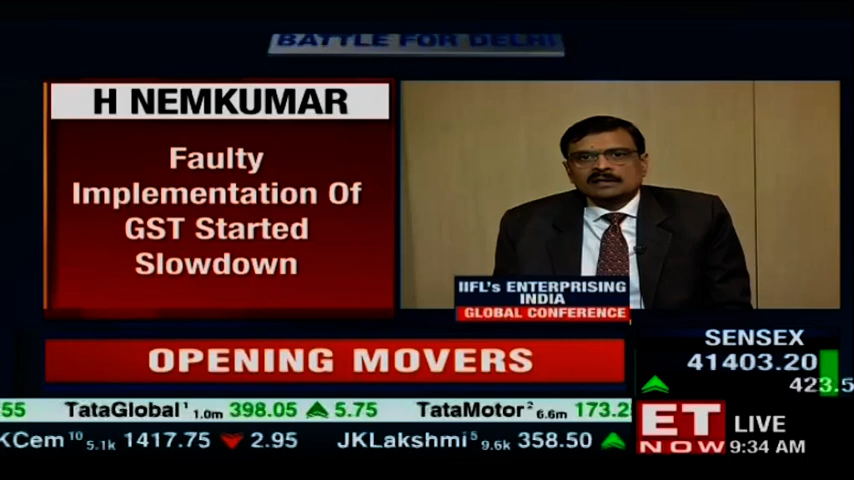 BATTLE FOR DELHI
H NEMKUMAR
Faulty
Implementation Of
GST Started
Slowdown
IIFL's ENTERPRISING
INDIA
GLOBAL CONFERENCE
OPENING MOVERS
SENSEX
41403.20
423.5
55 TataGlobal 1 1.0m 398.05 5.75 TataMotor 2 6.6m 173.2
KCem 10 5.1k 1417.75 2.95 JKLakshmi 5 9.6k 358.50
ET
NOW
LIVE
9:34 AM